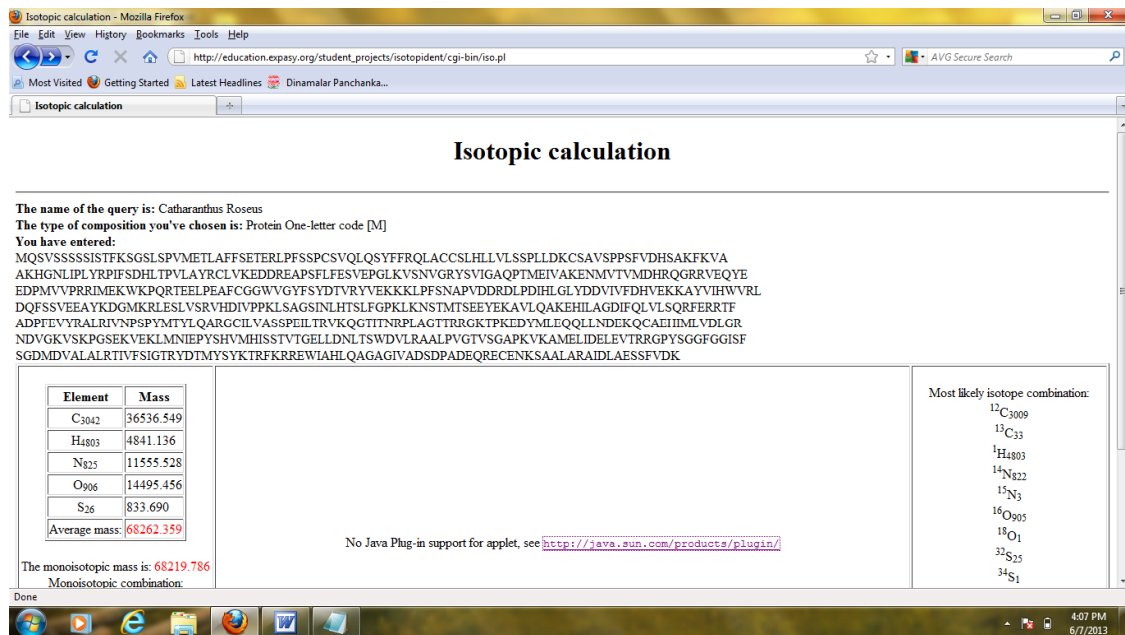 Isotopic calculation - Mozilla Firefox
File Edit View History Bookmarks Tools Help
http://education.expasy.org/student_projects/isotopident/cgi-bin/iso.pl
AVG Secure Search
Most Visited Getting Started Latest Headlines Dinamalar Panchanka...
Isotopic calculation
Isotopic calculation
The name of the query is: Catharanthus Roseus
The type of composition you've chosen is: Protein One-letter code [M]
You have entered:
MQSVSSSSSISTFKSGSLSPVMETLAFFSETERLPFSSPCSVQLQSYFFRQLACCSLHLLVLSSPLLDKCSAVSPPSFVDHSAKFKVA
AKHGNLIPLYRPIFSDHLTPVLAYRCLVKEDDREAPSFLFESVEPGLKVSNVGRYSVIGAQPTMEIVAKENMVTVMDHRQGRRVEQYE
EDPMVVPRRIMEKWKPQRTEELPEAFCGGWVGYFSYDTVRYVEKKKLPFSNAPVDDRDLPDIHLGLYDDVIVFDHVEKKAYVIHWVRL
DQFSSVEEAYKDGMKRLESLVSRVHDIVPPKLSAGSINLHTSLFGPKLKNSTMTSEEYEKAVLQAKEHILAGDIFQLVLSQRFERRTF
ADPFEVYRALRIVNPSPYMTYLQARGCILVASSPEILTRVKQGTITNRPLAGTTRRGKTPKEDYMLEQQLLNDEKQCAEHIMLVDLGR
NDVGKVSKPGSEKVEKLMNIEPYSHVMHISSTVTGELLDNLTSWDVLRAALPVGTVSGAPKVKAMELIDELEVTRRGPYSGGFGGISF
SGDMDVALALRTIVFSIGTRYDTMYSYKTRFKRREWIAHLQAGAGIVADSDPADEQRECENKSAALARAIDLAESSFVDK
Element Mass
C3042 36536.549
H4803 4841.136
N825 11555.528
O906 14495.456
S26 833.690
Average mass: 68262.359
The monoisotopic mass is: 68219.786
Monoisotopic combination:
No Java Plug-in support for applet, see http://java.sun.com/products/plugin/
Most likely isotope combination:
12C3009
13C33
1H4803
14N822
15N3
16O905
18O1
32S25
34S1
Done
4:07 PM
6/7/2013